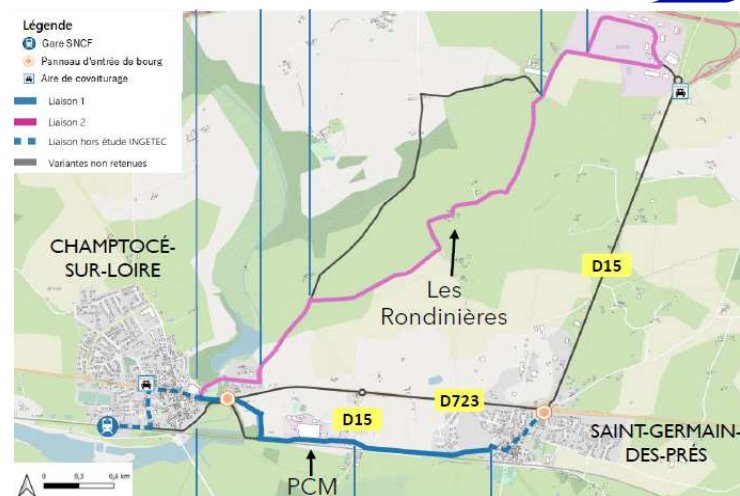 Légende
Gare SNCF
Panneau d'entrée de bourg
Aire de covoiturage
Liaison 1
Liaison 2
Liaison hors étude INGETEC
Variantes non retenues
CHAMPTOCÉ-
SUR-LOIRE
Les
Rondinières
D15
D723
D15
SAINT-GERMAIN-
DES-PRÉS
PCM
0 0,3 0,6 km